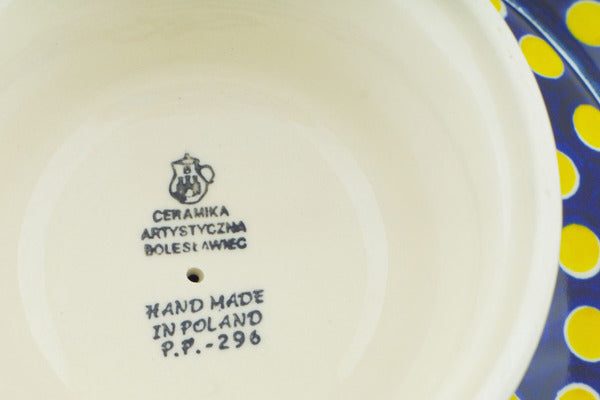 CERAMIKA
ARTYSTYCZNA
BOLESŁAWIEC
HAND MADE
IN POLAND
P.P.-296